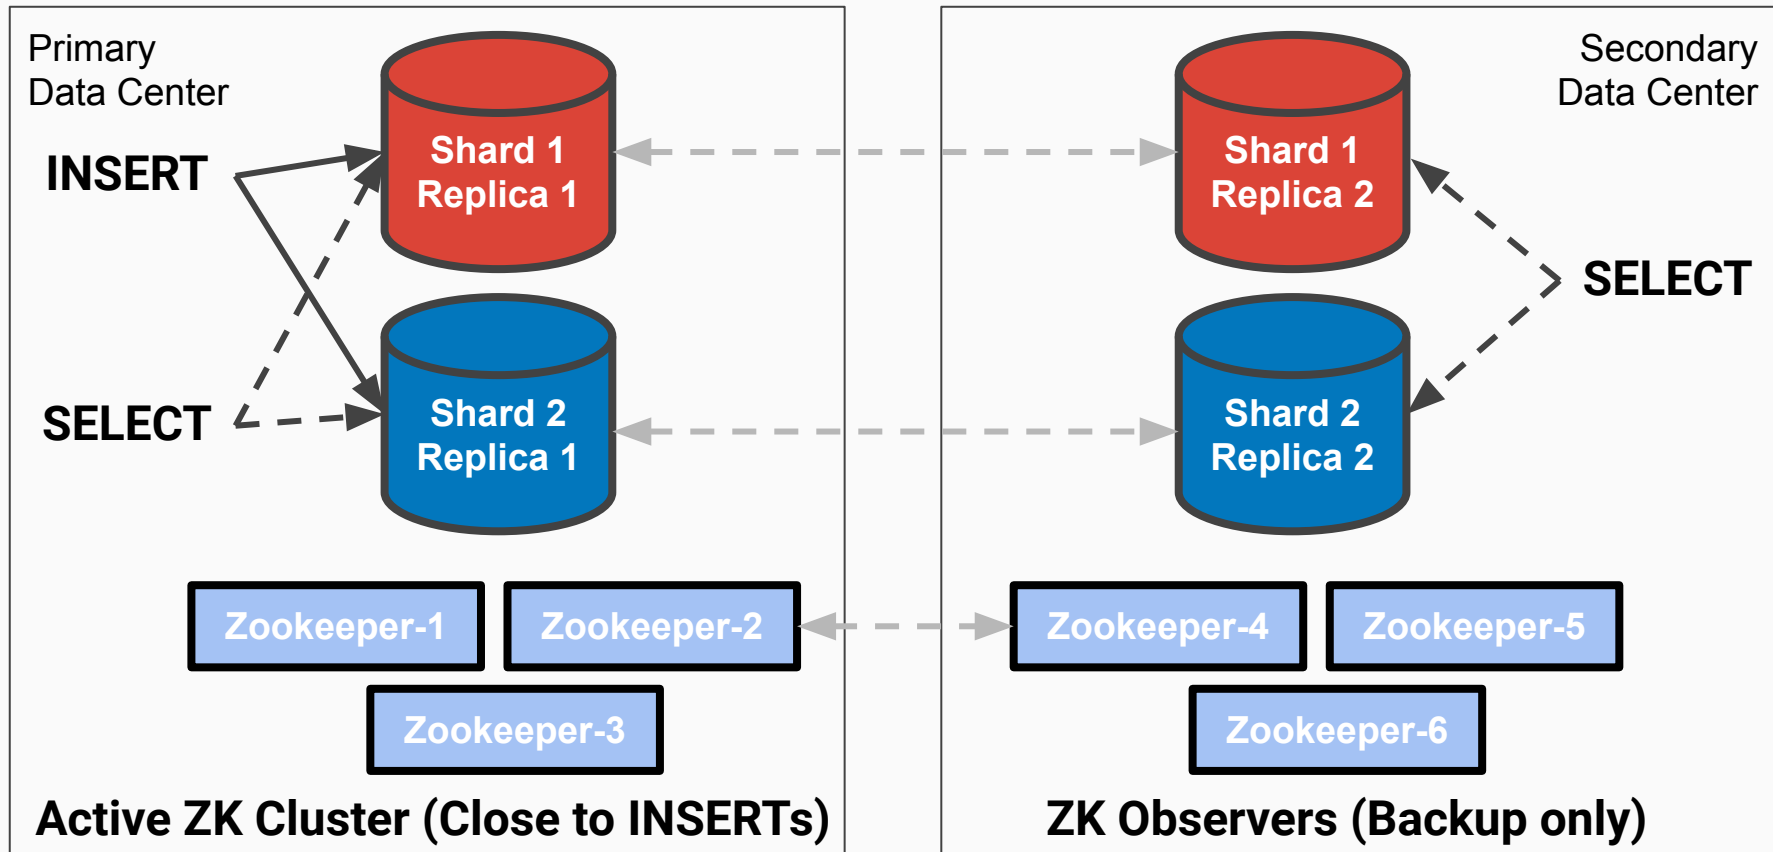 Primary
Data Center
INSERT
SELECT
Shard 1
Replica 1
Shard 2
Replica 1
Zookeeper-1
Zookeeper-2
Zookeeper-3
Active ZK Cluster (Close to INSERTs)
Secondary
Data Center
Shard 1
Replica 2
SELECT
Shard 2
Replica 2
Zookeeper-4
Zookeeper-5
Zookeeper-6
ZK Observers (Backup only)